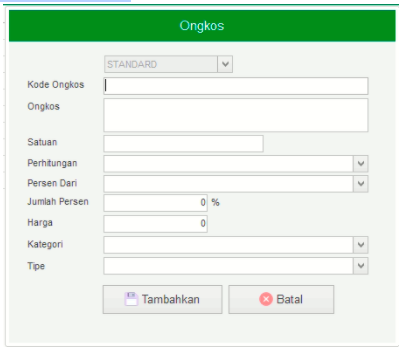 Ongkos
STANDARD
Kode Ongkos
Ongkos
Satuan
Perhitungan
Persen Dari
Jumlah Persen 0 %
Harga 0
Kategori
Tipe
Tambahkan Batal